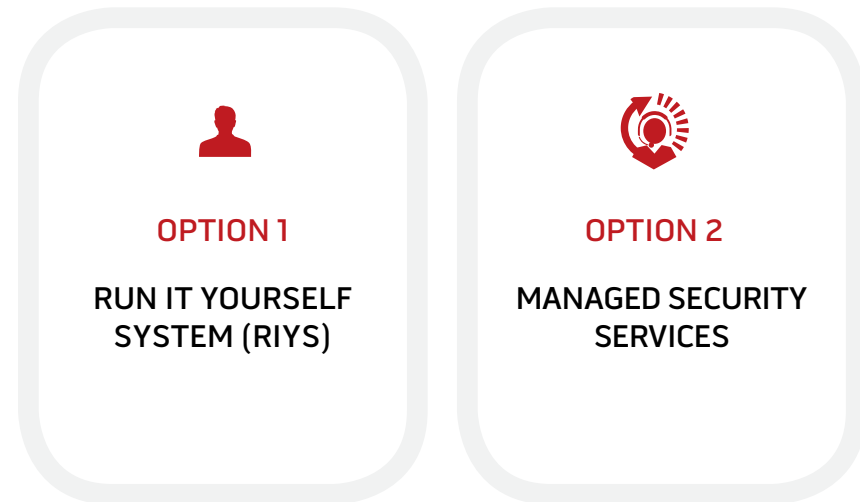 OPTION 1
RUN IT YOURSELF
SYSTEM (RIYS)
OPTION 2
MANAGED SECURITY
SERVICES